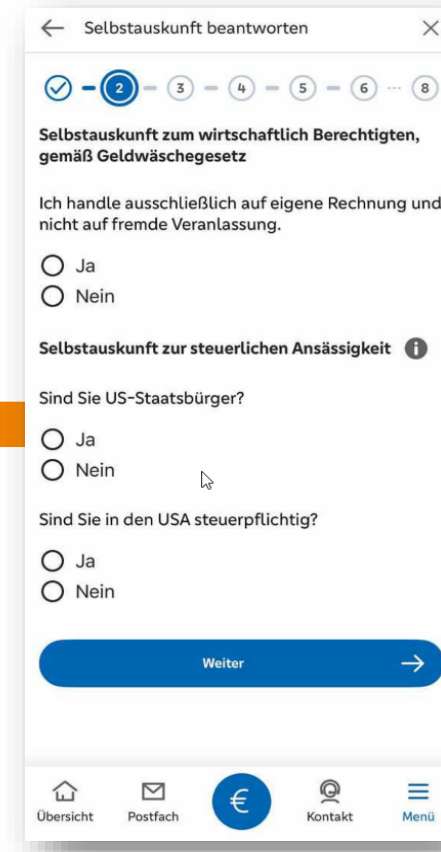 Selbstauskunft beantworten
2 3 4 5 6 ... 8
Selbstauskunft zum wirtschaftlich Berechtigten,
gemäß Geldwäschegesetz
Ich handle ausschließlich auf eigene Rechnung und
nicht auf fremde Veranlassung.
Ja
Nein
Selbstauskunft zur steuerlichen Ansässigkeit i
Sind Sie US-Staatsbürger?
Ja
Nein
Sind Sie in den USA steuerpflichtig?
Ja
Nein
Weiter
€
Übersicht Postfach Kontakt Menü